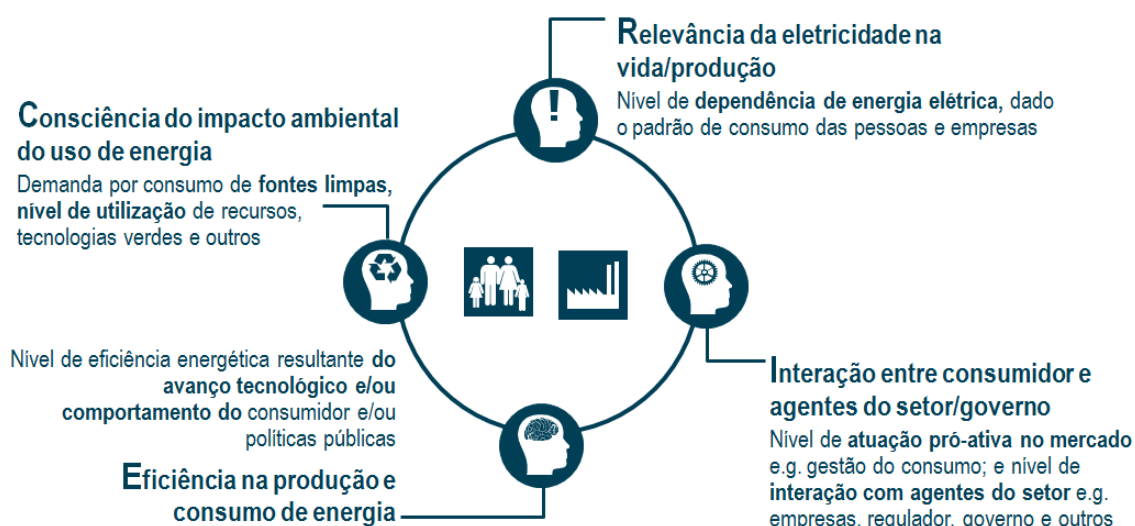 Relevância da eletricidade na
vida/produção
Nível de dependência de energia elétrica, dado
o padrão de consumo das pessoas e empresas
Consciência do impacto ambiental
do uso de energia
Demanda por consumo de fontes limpas,
nível de utilização de recursos,
tecnologias verdes e outros
!
Nível de eficiência energética resultante do
avanço tecnológico e/ou
comportamento do consumidor e/ou
politicas públicas
Eficiência na produção e
consumo de energia
Interação entre consumidor e
agentes do setor/governo
Nível de atuação pró-ativa no mercado
e.g. gestão do consumo; e nível de
interação com agentes do setor e.g.
empresas, regulador, governo e outros